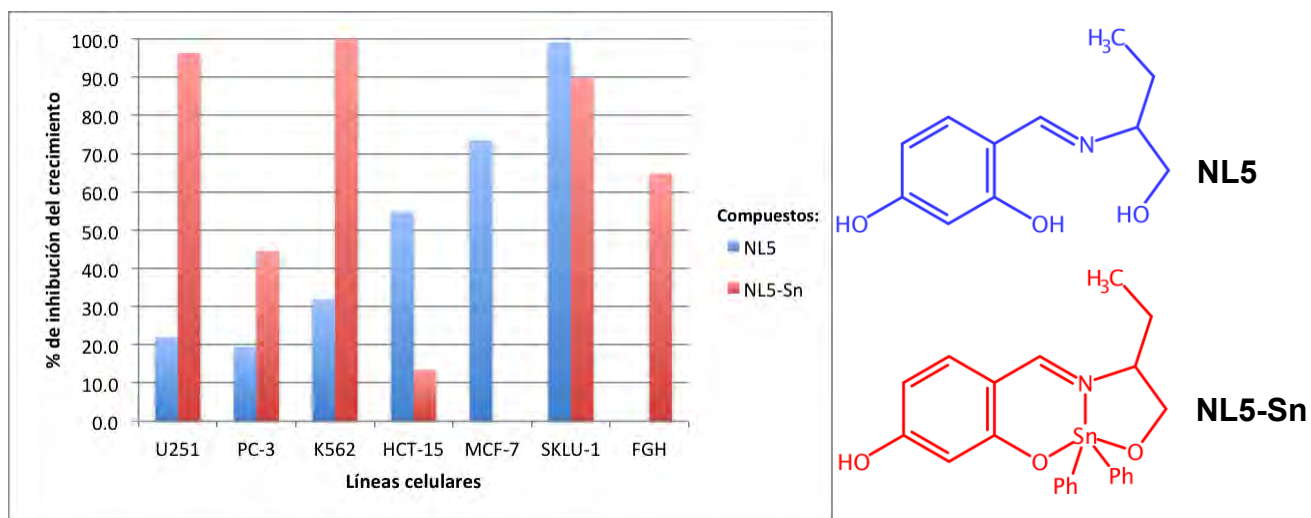 100.0
90.0
80.0
70.0
60.0
50.0
40.0
30.0
20.0
10.0
0.0
% de inhibución del crecimiento
U251 PC-3 K562 HCT-15 MCF-7 SKLU-1 FGH
Líneas celulares
Compuestos:
NL5
NL5-Sn
H3C
N
HO
HO
OH
NL5
H3C
N
Sn
O
O
HO
Ph
Ph
NL5-Sn